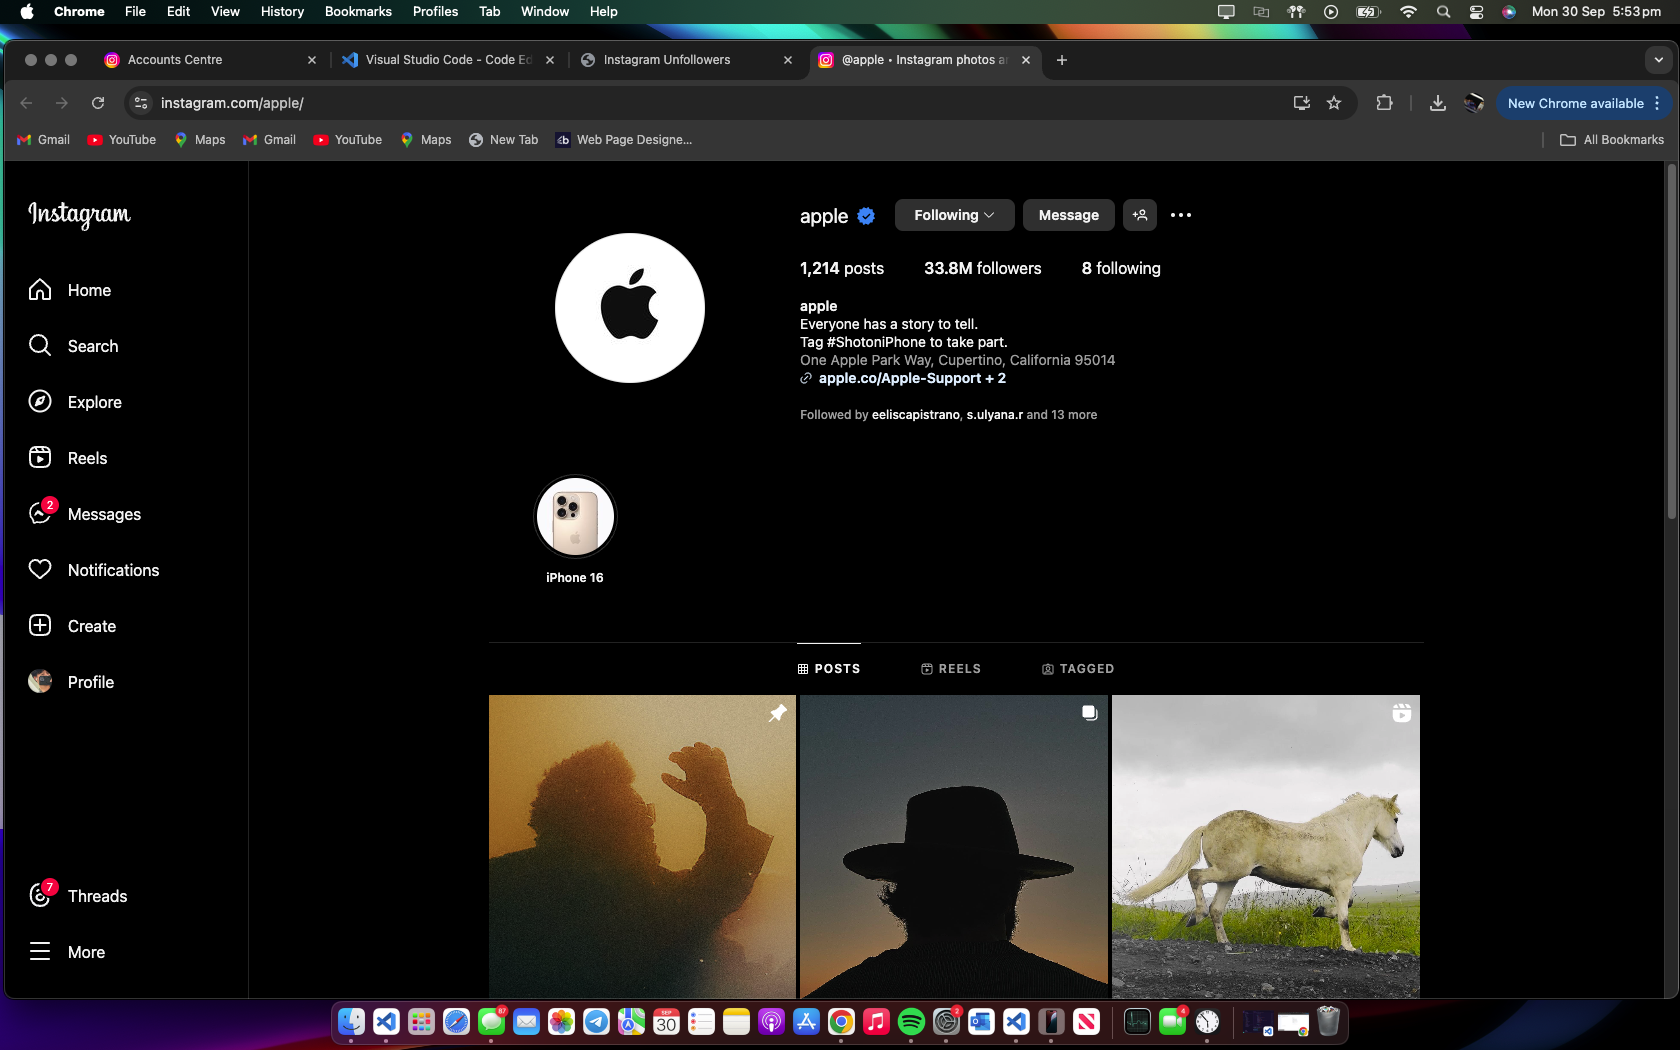 Chrome File Edit View History Bookmarks Profiles Tab Window Help
Mon 30 Sep 5:53 pm
Accounts Centre
Visual Studio Code - Code Ed
Instagram Unfollowers
@apple • Instagram photos a
instagram.com/apple/
New Chrome available
Gmail YouTube Maps Gmail YouTube Maps New Tab Web Page Designe...
All Bookmarks
Instagram
Home
Search
Explore
Reels
2
Messages
Notifications
Create
Profile
7
Threads
More
apple
Following
Message
1,214 posts 33.8M followers 8 following
apple
Everyone has a story to tell.
Tag #ShotoniPhone to take part.
One Apple Park Way, Cupertino, California 95014
apple.co/Apple-Support + 2
Followed by eeliscapistrano, s.ulyana.r and 13 more
iPhone 16
POSTS REELS TAGGED
87
SEP
30
2
4